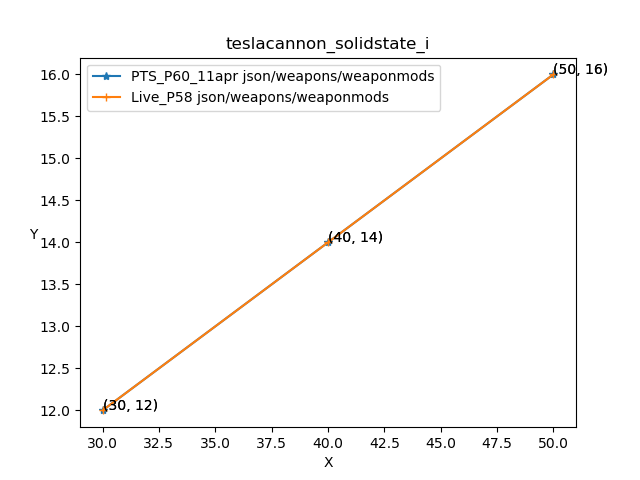 teslacannon_solidstate_i
PTS_P60_11apr json/weapons/weaponmods
Live_P58 json/weapons/weaponmods
(50, 16)
(40, 14)
(30, 12)
16.0
15.5
15.0
14.5
14.0
13.5
13.0
12.5
12.0
Y
30.0 32.5 35.0 37.5 40.0 42.5 45.0 47.5 50.0
X